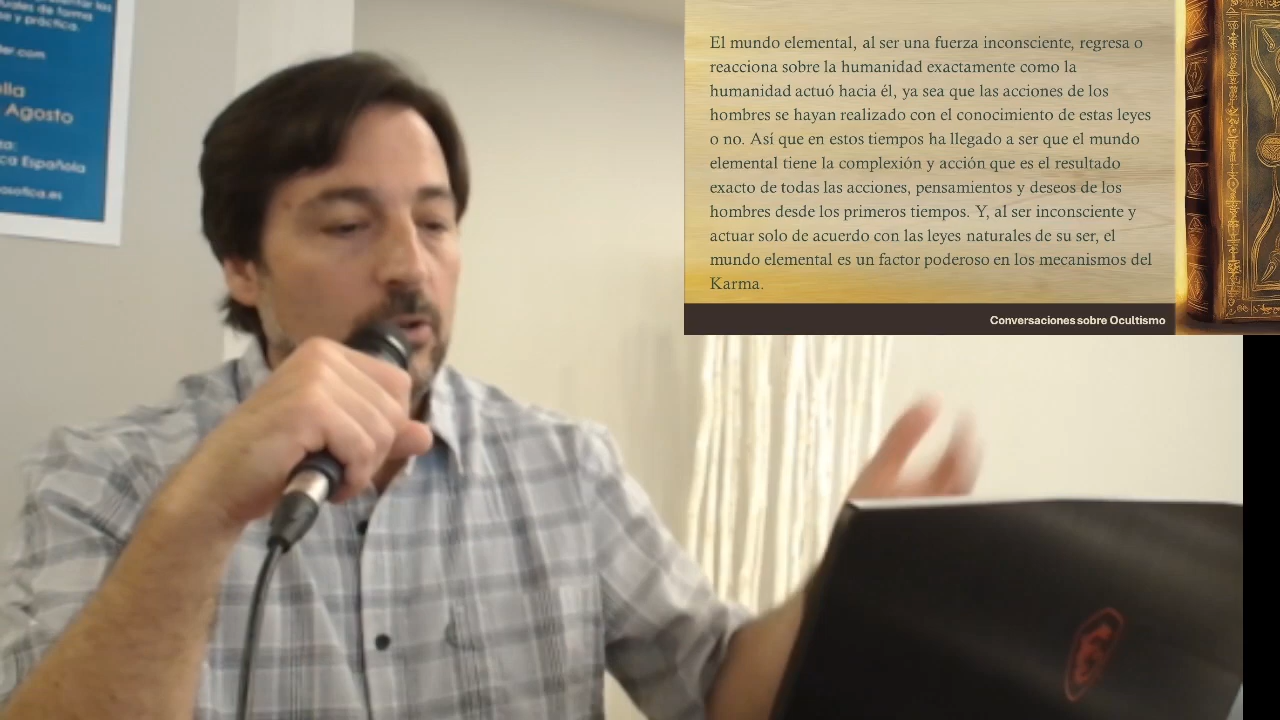 se y práctica.
Agosto
El mundo elemental, al ser una fuerza inconsciente, regresa o
reacciona sobre la humanidad exactamente como la
humanidad actuó hacia él, ya sea que las acciones de los
hombres se hayan realizado con el conocimiento de estas leyes
o no. Así que en estos tiempos ha llegado a ser que el mundo
elemental tiene la complexión y acción que es el resultado
exacto de todas las acciones, pensamientos y deseos de los
hombres desde los primeros tiempos. Y, al ser inconsciente y
actuar solo de acuerdo con las leyes naturales de su ser, el
mundo elemental es un factor poderoso en los mecanismos del
Karma.
Conversaciones sobre Ocultismo